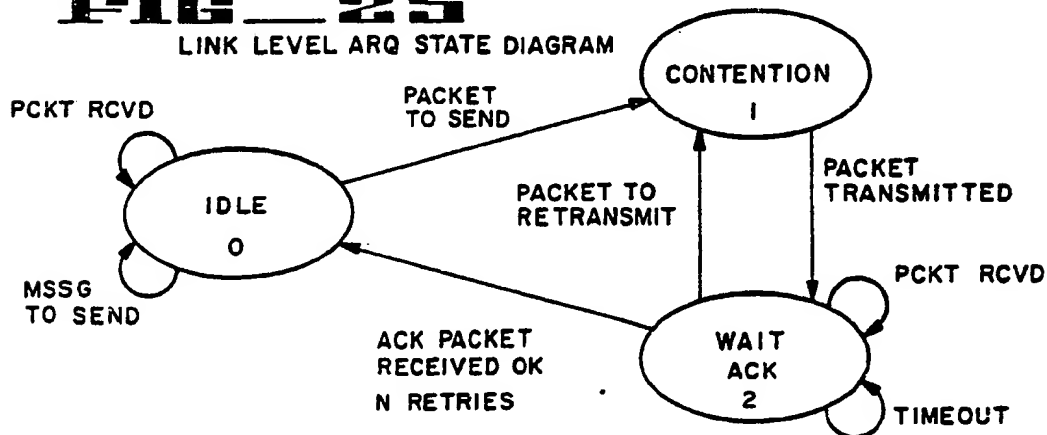 FIG_25
LINK LEVEL ARQ STATE DIAGRAM
CONTENTION
1
PACKET
TO SEND
PCKT RCVD
IDLE
0
PACKET TO
RETRANSMIT
PACKET
TRANSMITTED
MSSG
TO SEND
PCKT RCVD
ACK PACKET
RECEIVED OK
N RETRIES
WAIT
ACK
2
TIMEOUT